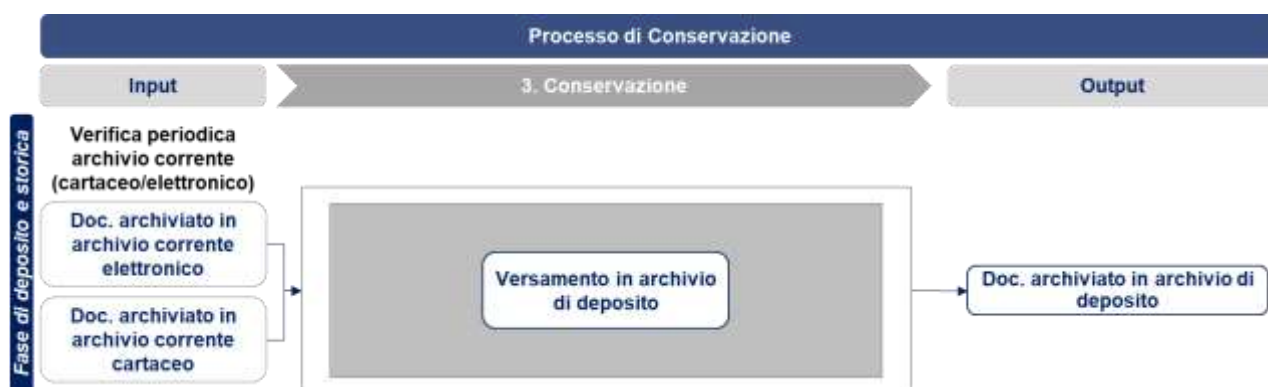 Processo di Conservazione
Input
3. Conservazione
Output
Fase di deposito e storica
Verifica periodica
archivio corrente
(cartaceo/elettronico)
Doc. archiviato in
archivio corrente
elettronico
Doc. archiviato in
archivio corrente
cartaceo
Versamento in archivio
di deposito
Doc. archiviato in archivio di
deposito